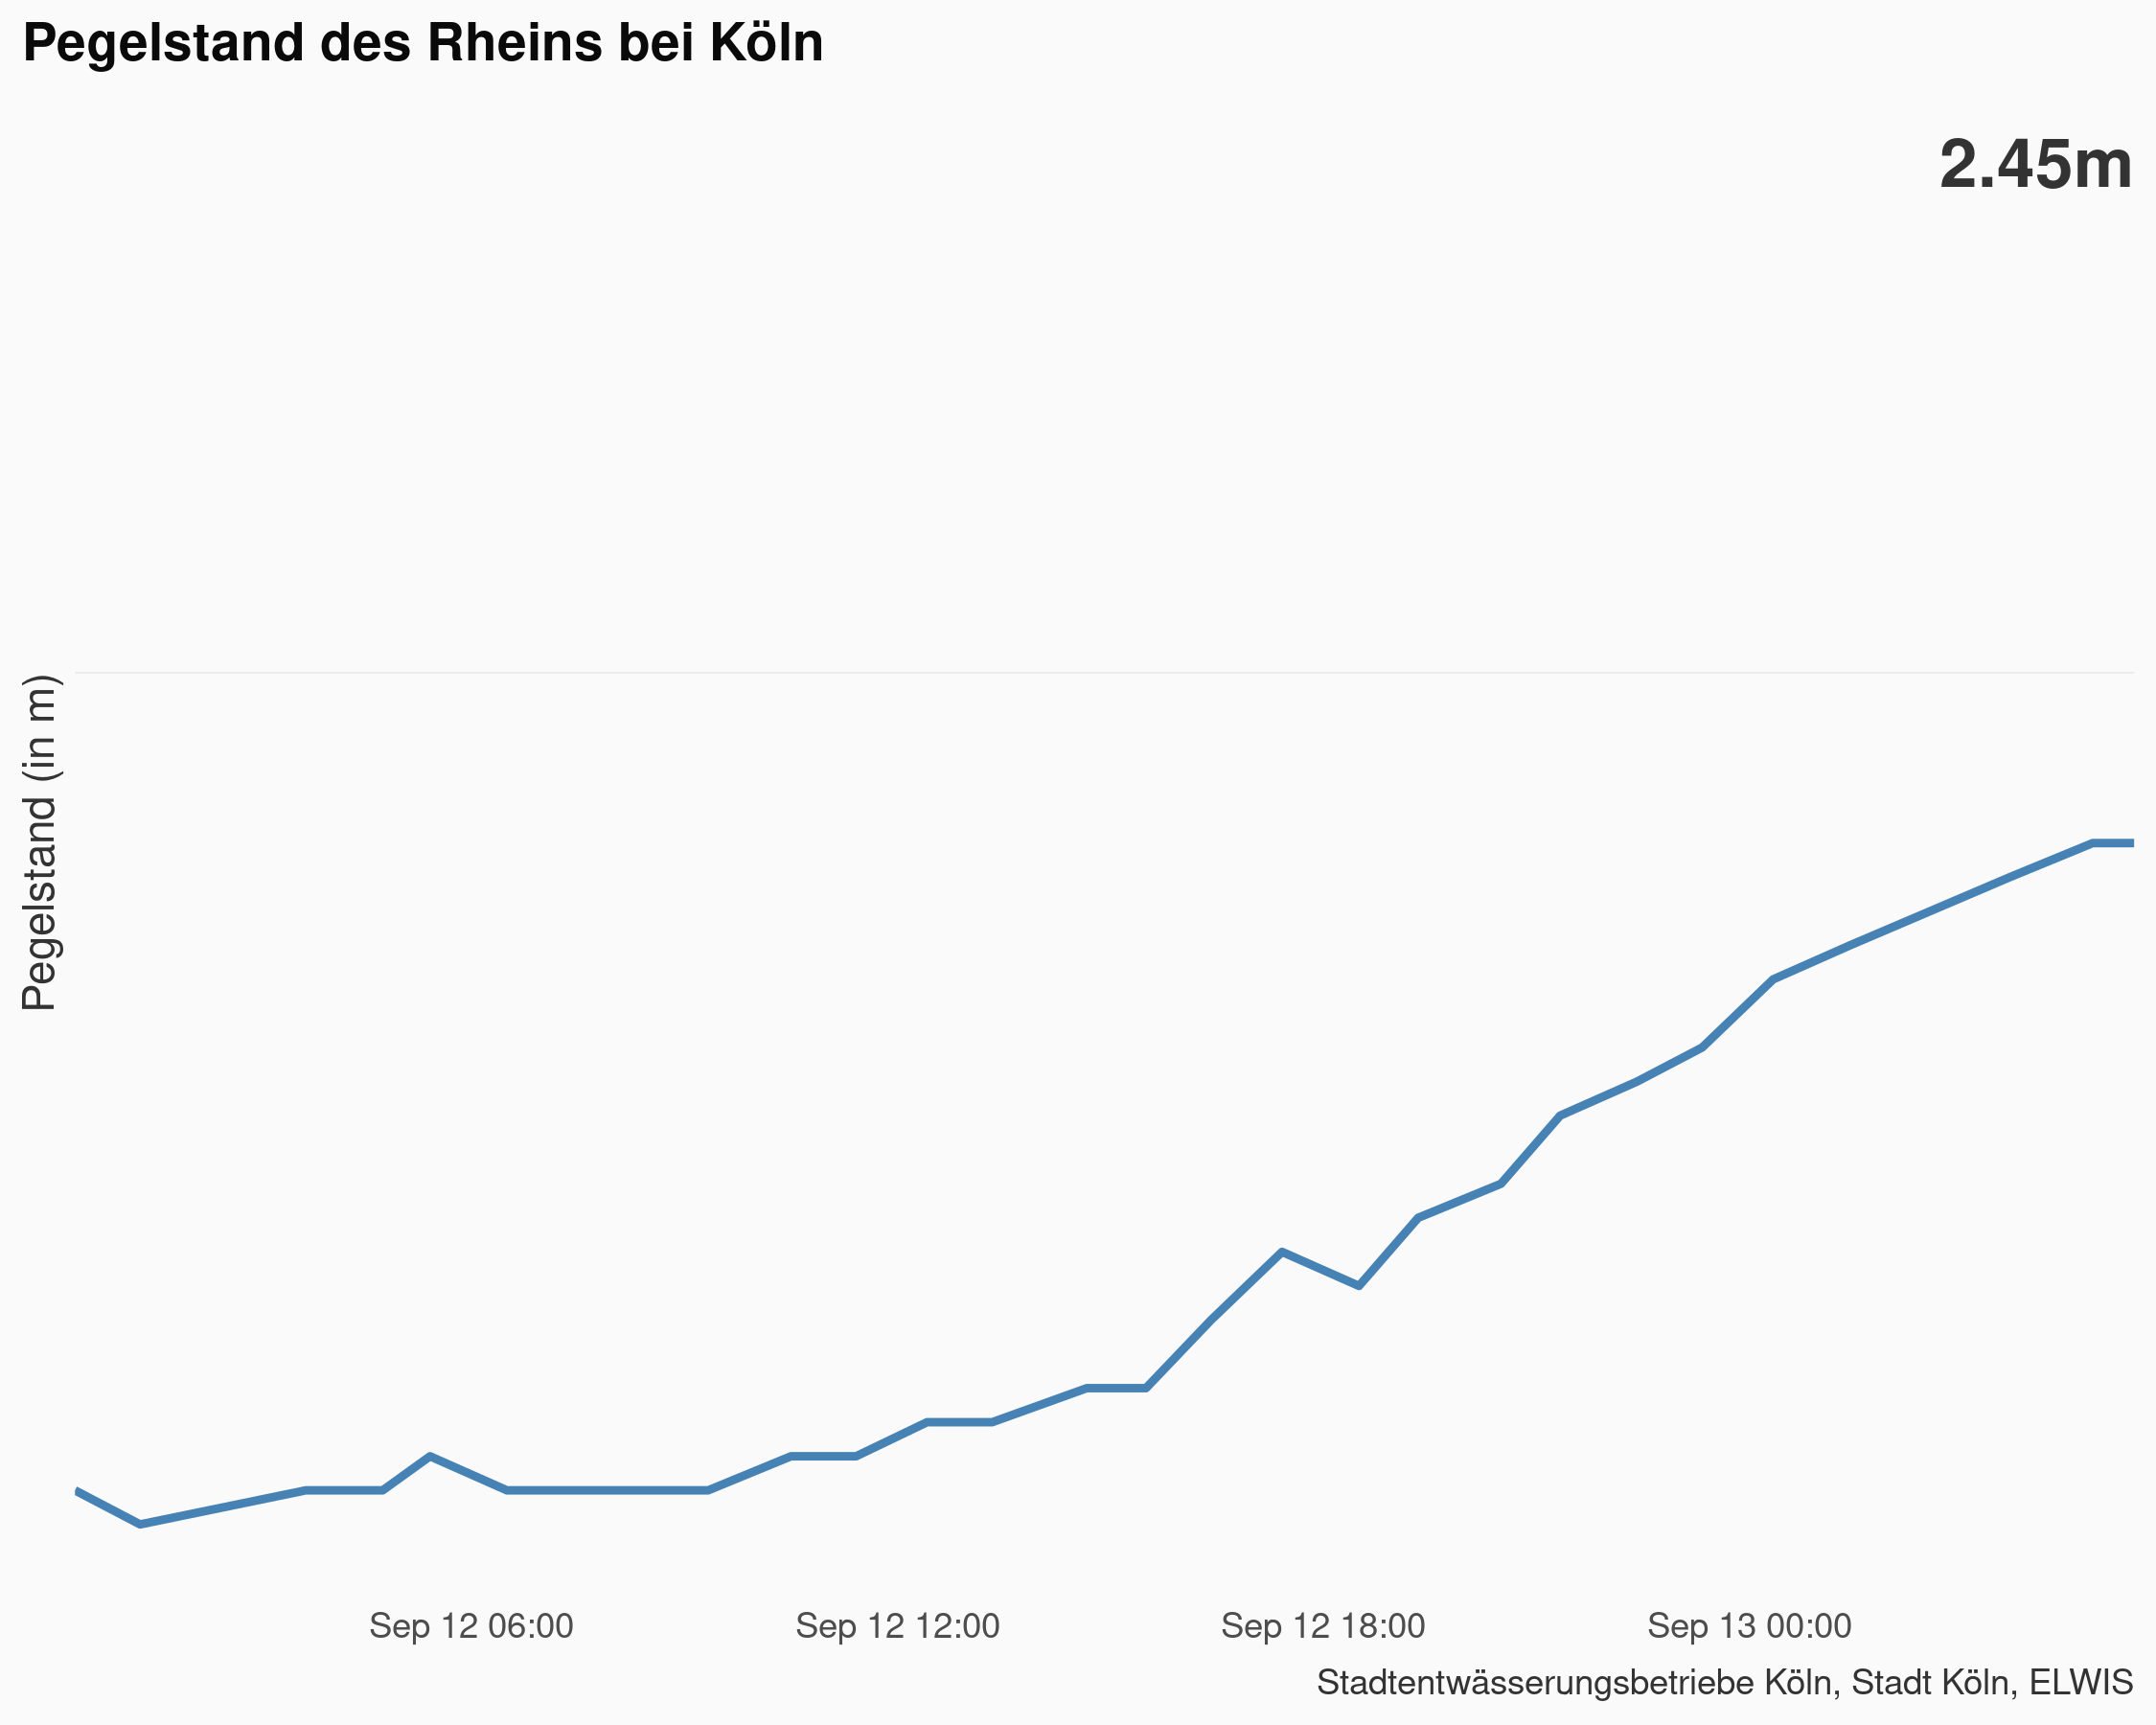 Pegelstand des Rheins bei Köln
2.45m
Pegelstand (in m)
Sep 12 06:00
Sep 12 12:00
Sep 12 18:00
Sep 13 00:00
Stadtentwässerungsbetriebe Köln, Stadt Köln, ELWIS